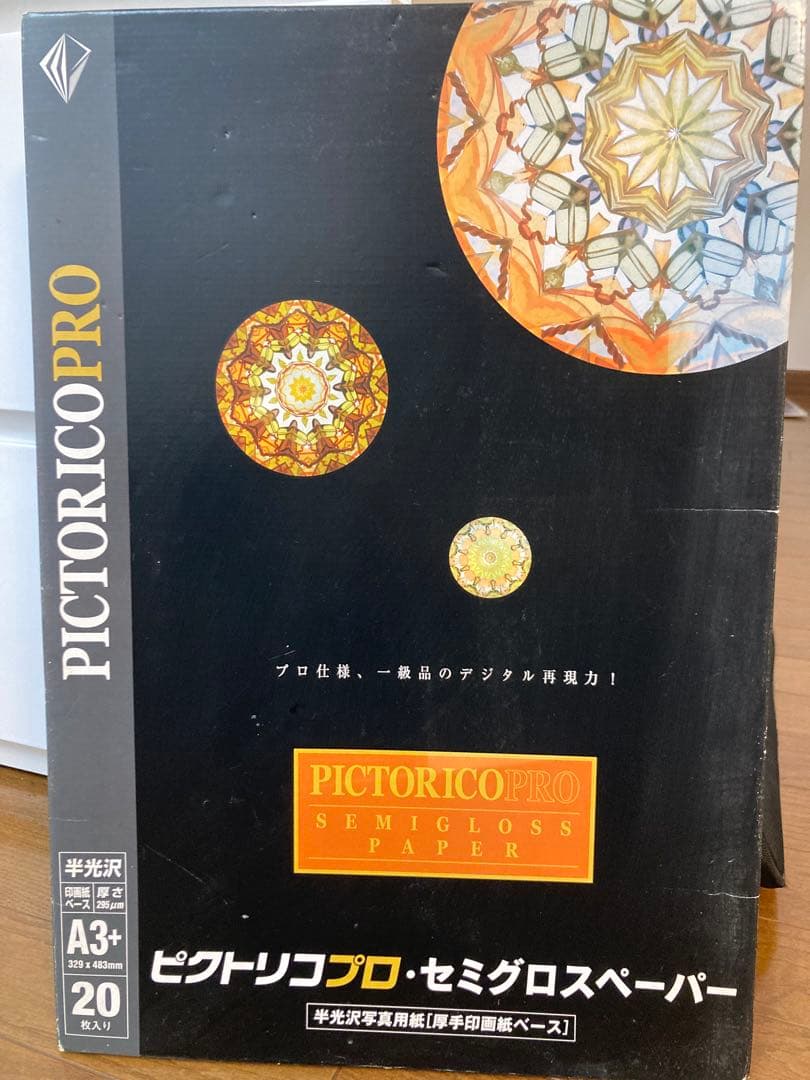 PICTORICOPRO
プロ仕様、一級品のデジタル再現力！
PICTORICOPRO
SEMIGLOSS
PAPER
半光沢
印画紙
ベース
厚さ
295μm
A3+
329 x 483mm
20
枚入り
ピクトリコプロ・セミグロスペーパー
半光沢写真用紙[厚手印画紙ベース]